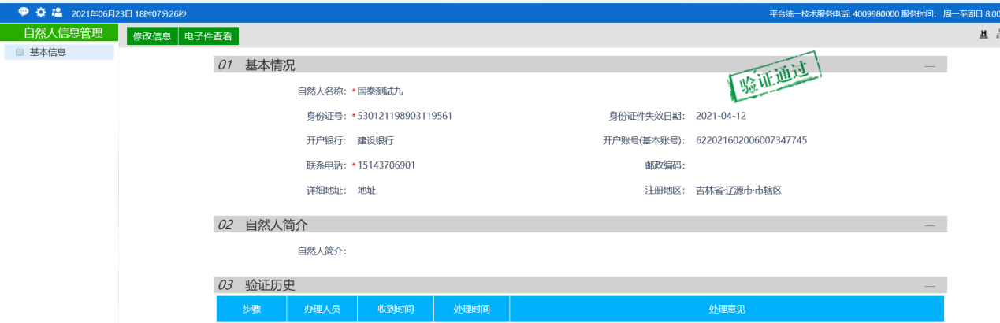 2021年06月23日 18时07分26秒 平台统一技术服务电话: 4009980000 服务时间: 周一至周日 8:00
自然人信息管理 修改信息 电子件查看
基本信息
01 基本情况
验证通过
自然人名称: *国泰测试九
身份证号: *530121198903119561 身份证件失效日期: 2021-04-12
开户银行: 建设银行 开户账号(基本账号): 622021602006007347745
联系电话: *15143706901 邮政编码:
详细地址: 地址 注册地区: 吉林省·辽源市·市辖区
02 自然人简介
自然人简介:
03 验证历史
步骤 办理人员 收到时间 处理时间 处理意见